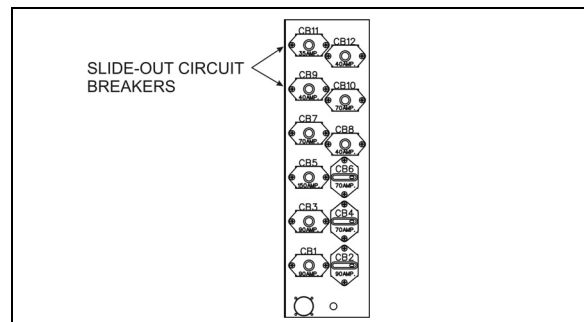 CB11
35AMP.
CB12
40AMP.
SLIDE-OUT CIRCUIT
BREAKERS
CB9
40AMP.
CB10
70AMP.
CB7
70AMP.
CB8
40AMP.
CB5
150AMP.
CB6
70AMP.
CB3
90AMP.
CB4
70AMP.
CB1
90AMP.
CB2
90AMP.